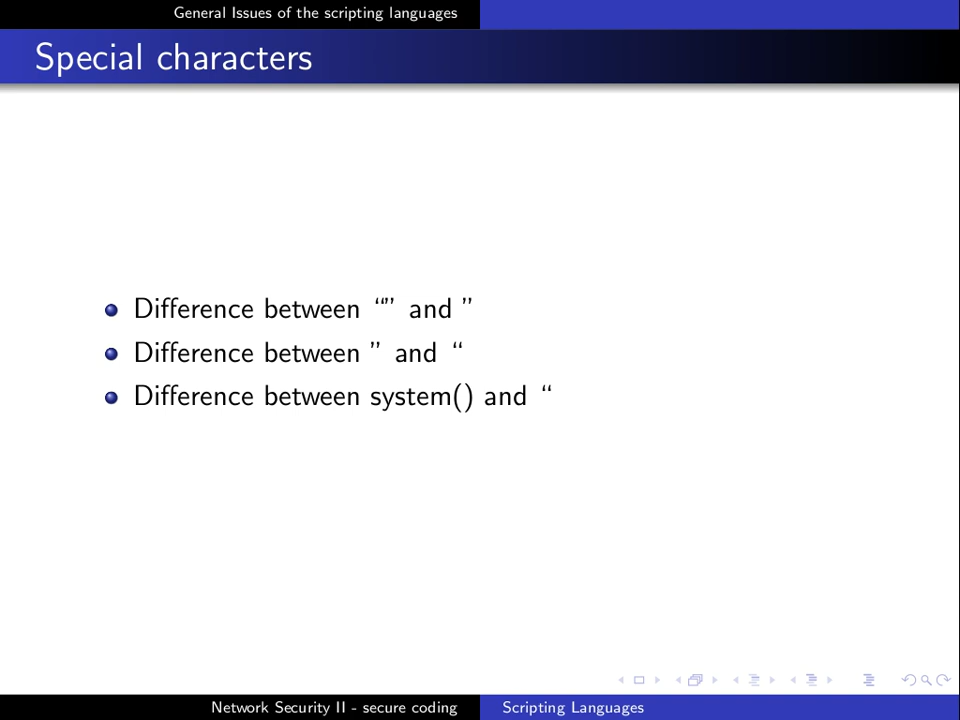 General Issues of the scripting languages
Special characters
Difference between “” and ”
Difference between ” and “
Difference between system() and “
Network Security II - secure coding
Scripting Languages